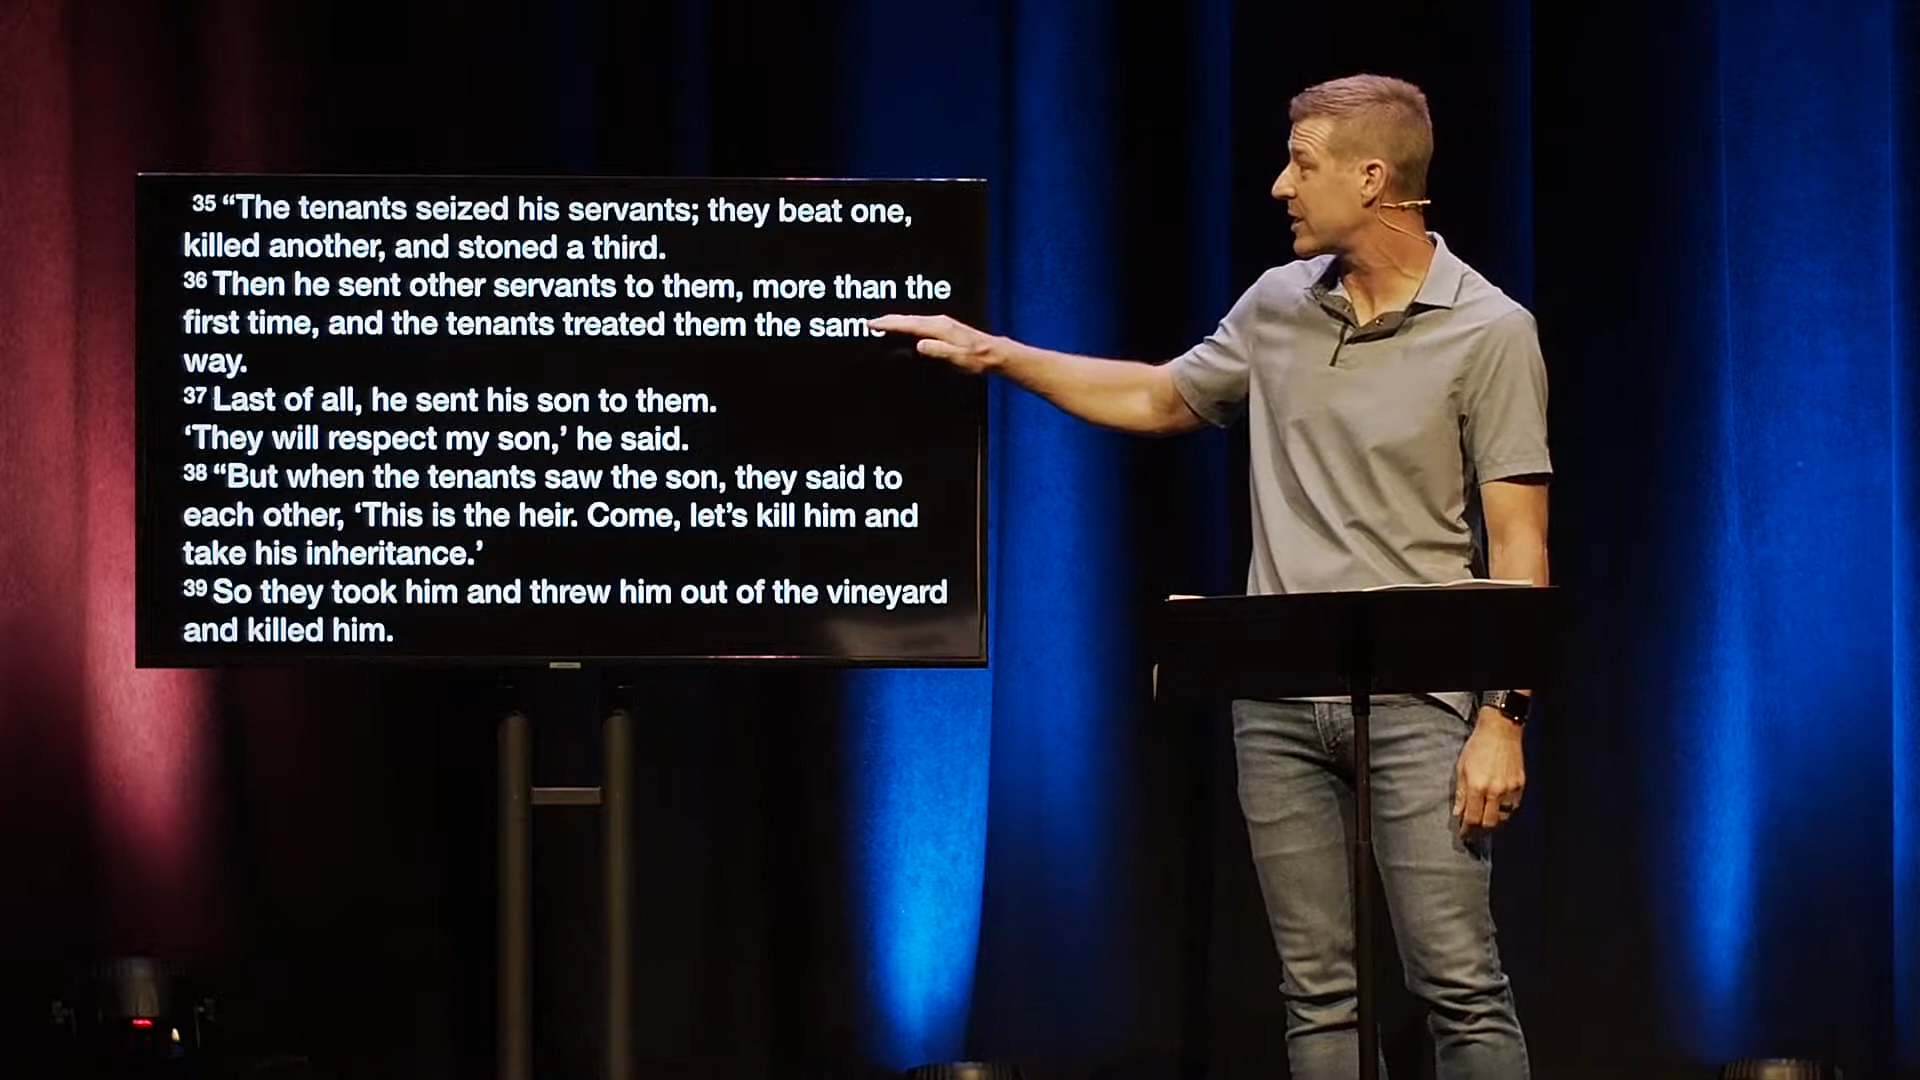 35 “The tenants seized his servants; they beat one,
killed another, and stoned a third.
36 Then he sent other servants to them, more than the
first time, and the tenants treated them the same
way.
37 Last of all, he sent his son to them.
‘They will respect my son,’ he said.
38 “But when the tenants saw the son, they said to
each other, ‘This is the heir. Come, let’s kill him and
take his inheritance.’
39 So they took him and threw him out of the vineyard
and killed him.